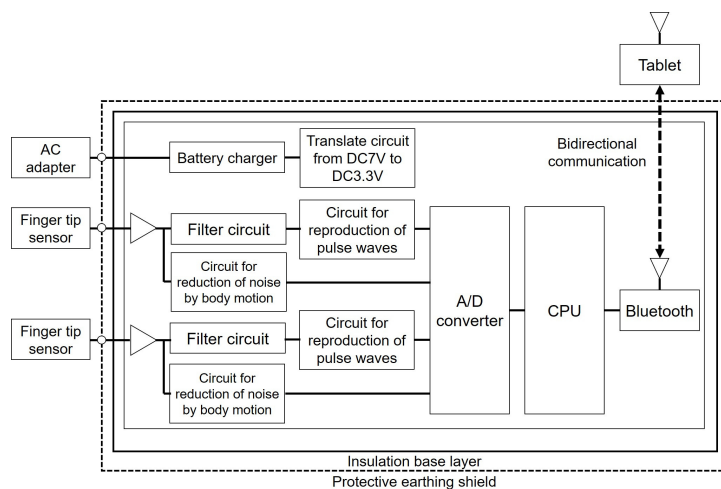 Tablet
AC
adapter
Battery charger
Translate circuit
from DC7V to
DC3.3V
Bidirectional
communication
Finger tip
sensor
Filter circuit
Circuit for
reproduction of
pulse waves
Circuit for
reduction of noise
by body motion
A/D
converter
CPU
Bluetooth
Finger tip
sensor
Filter circuit
Circuit for
reproduction of
pulse waves
Circuit for
reduction of noise
by body motion
Insulation base layer
Protective earthing shield